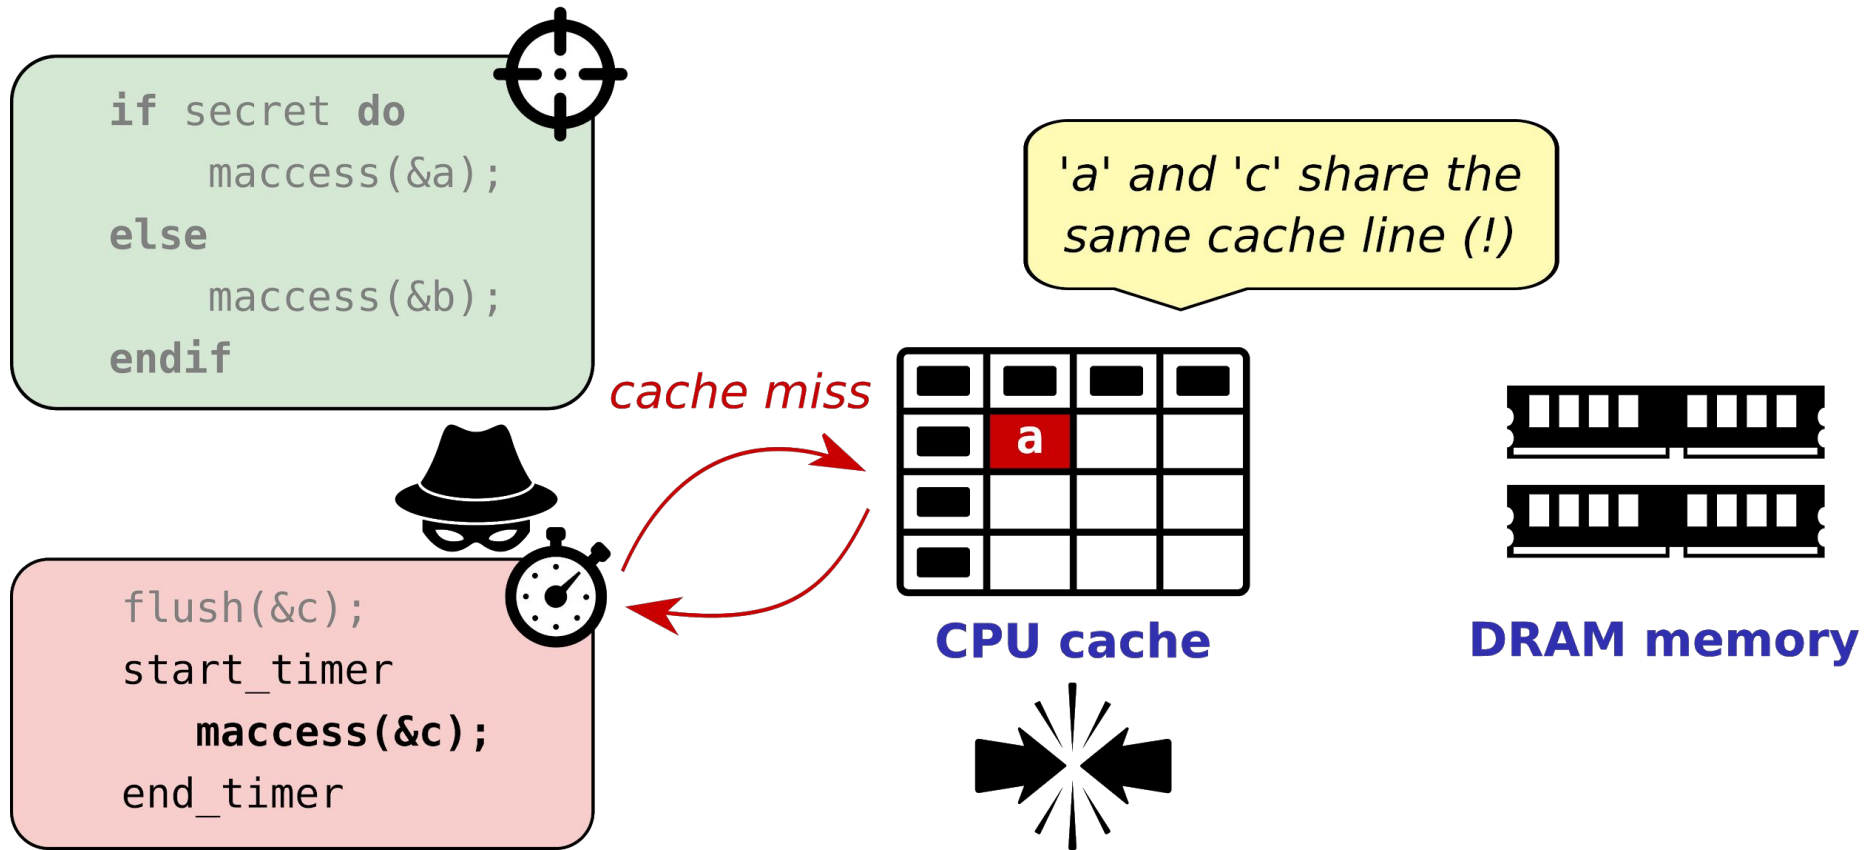 if secret do
    maccess(&a);
else
    maccess(&b);
endif
'a' and 'c' share the
same cache line (!)
cache miss
a
flush(&c);
start_timer
    maccess(&c);
end_timer
CPU cache
DRAM memory